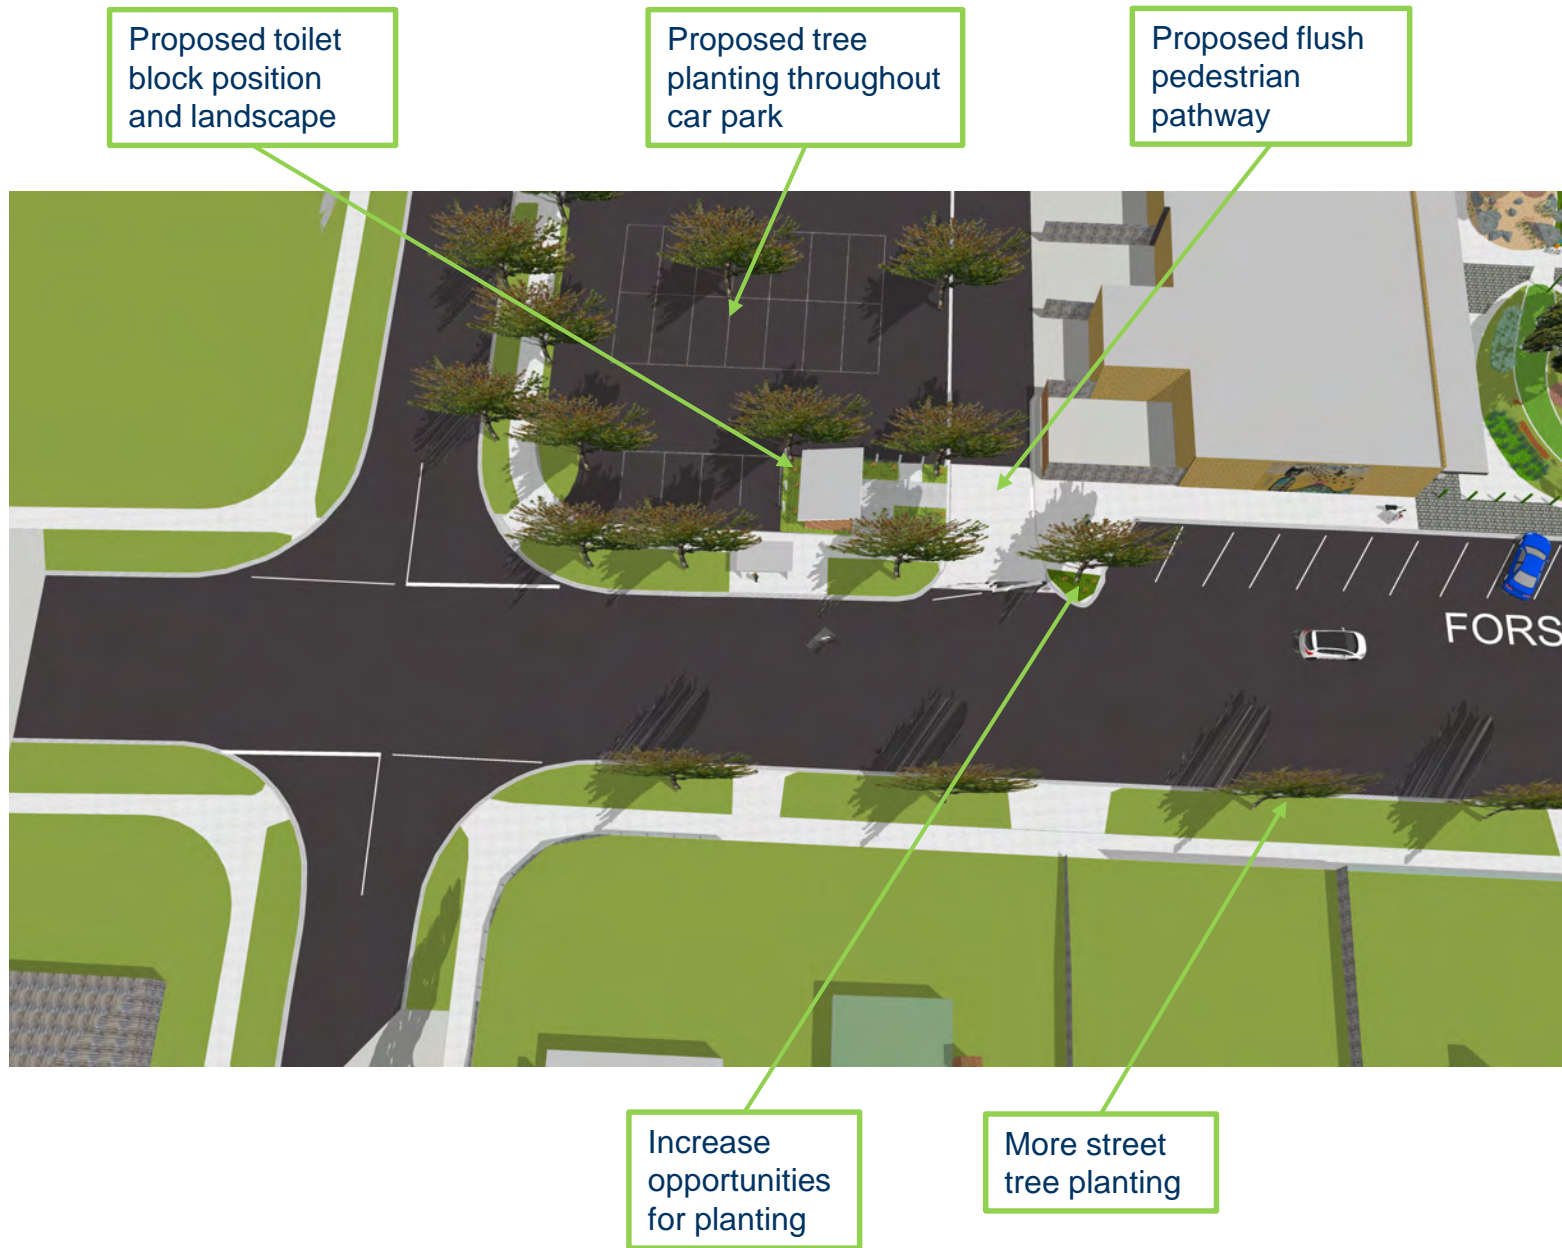 Proposed toilet
block position
and landscape
Proposed tree
planting throughout
car park
Proposed flush
pedestrian
pathway
FORS
Increase
opportunities
for planting
More street
tree planting